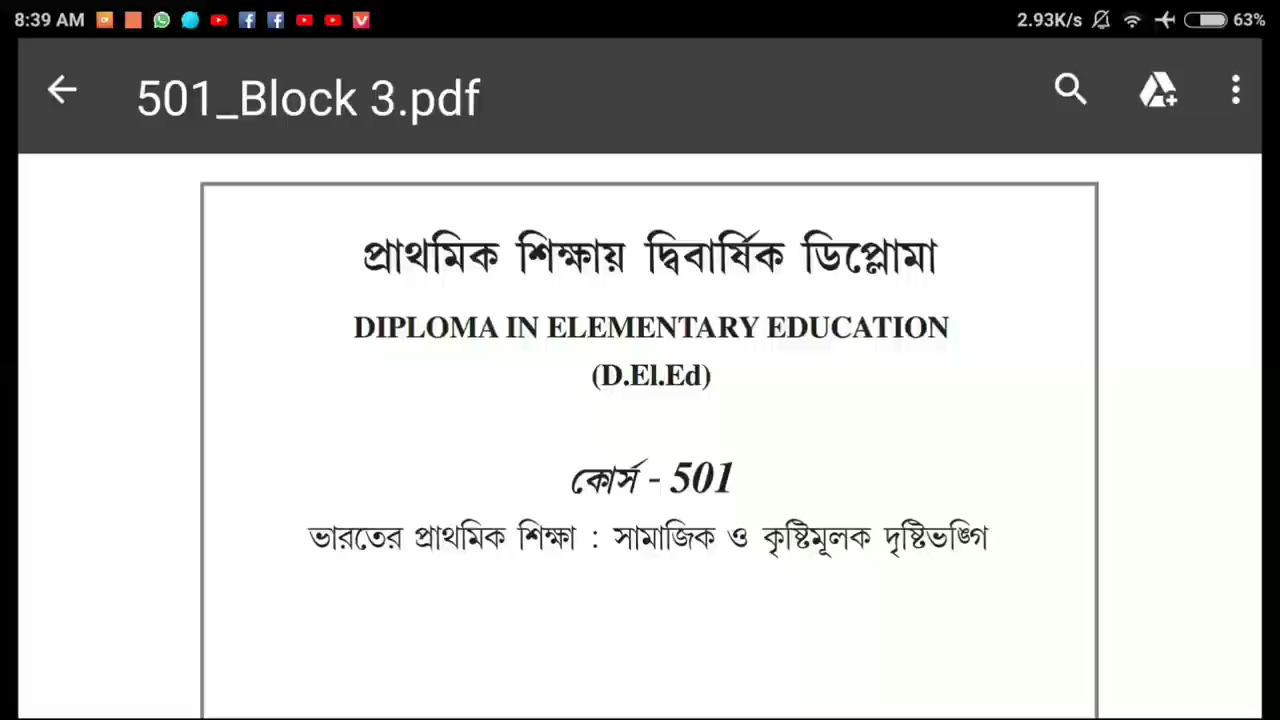 8:39 AM 2.93K/s 63%
501_Block 3.pdf
প্রাথমিক শিক্ষায় দ্বিবার্ষিক ডিপ্লোমা
DIPLOMA IN ELEMENTARY EDUCATION
(D.El.Ed)
কোর্স - 501
ভারতের প্রাথমিক শিক্ষা : সামাজিক ও কৃষ্টিমূলক দৃষ্টিভঙ্গি